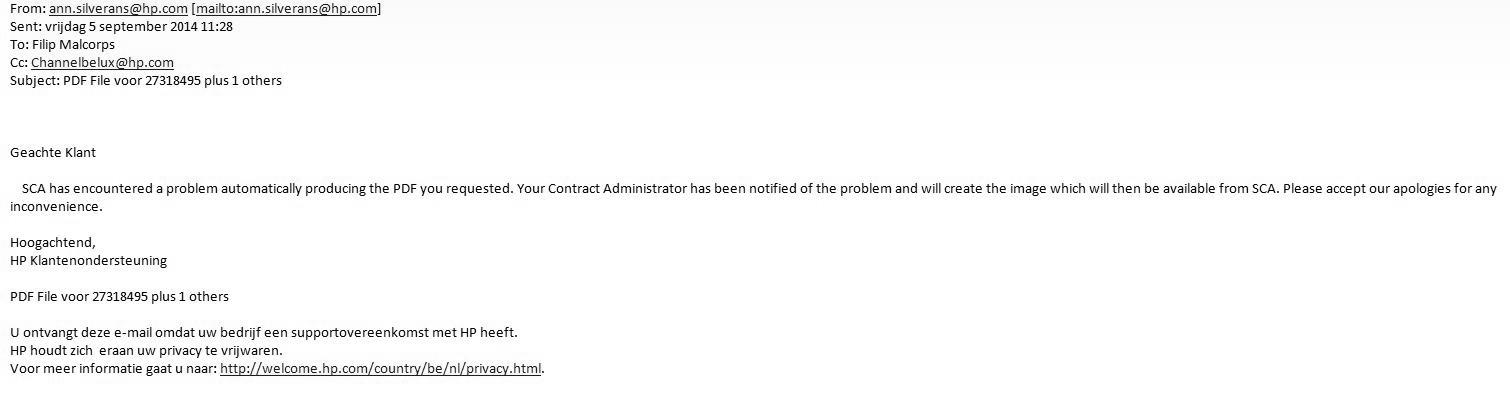 From: ann.silverans@hp.com [mailto:ann.silverans@hp.com]
Sent: vrijdag 5 september 2014 11:28
To: Filip Malcorps
Cc: Channelbelux@hp.com
Subject: PDF File voor 27318495 plus 1 others
Geachte Klant
SCA has encountered a problem automatically producing the PDF you requested. Your Contract Administrator has been notified of the problem and will create the image which will then be available from SCA. Please accept our apologies for any
inconvenience.
Hoogachtend,
HP Klantenondersteuning
PDF File voor 27318495 plus 1 others
U ontvangt deze e-mail omdat uw bedrijf een supportovereenkomst met HP heeft.
HP houdt zich eraan uw privacy te vrijwaren.
Voor meer informatie gaat u naar: http://welcome.hp.com/country/be/nl/privacy.html.